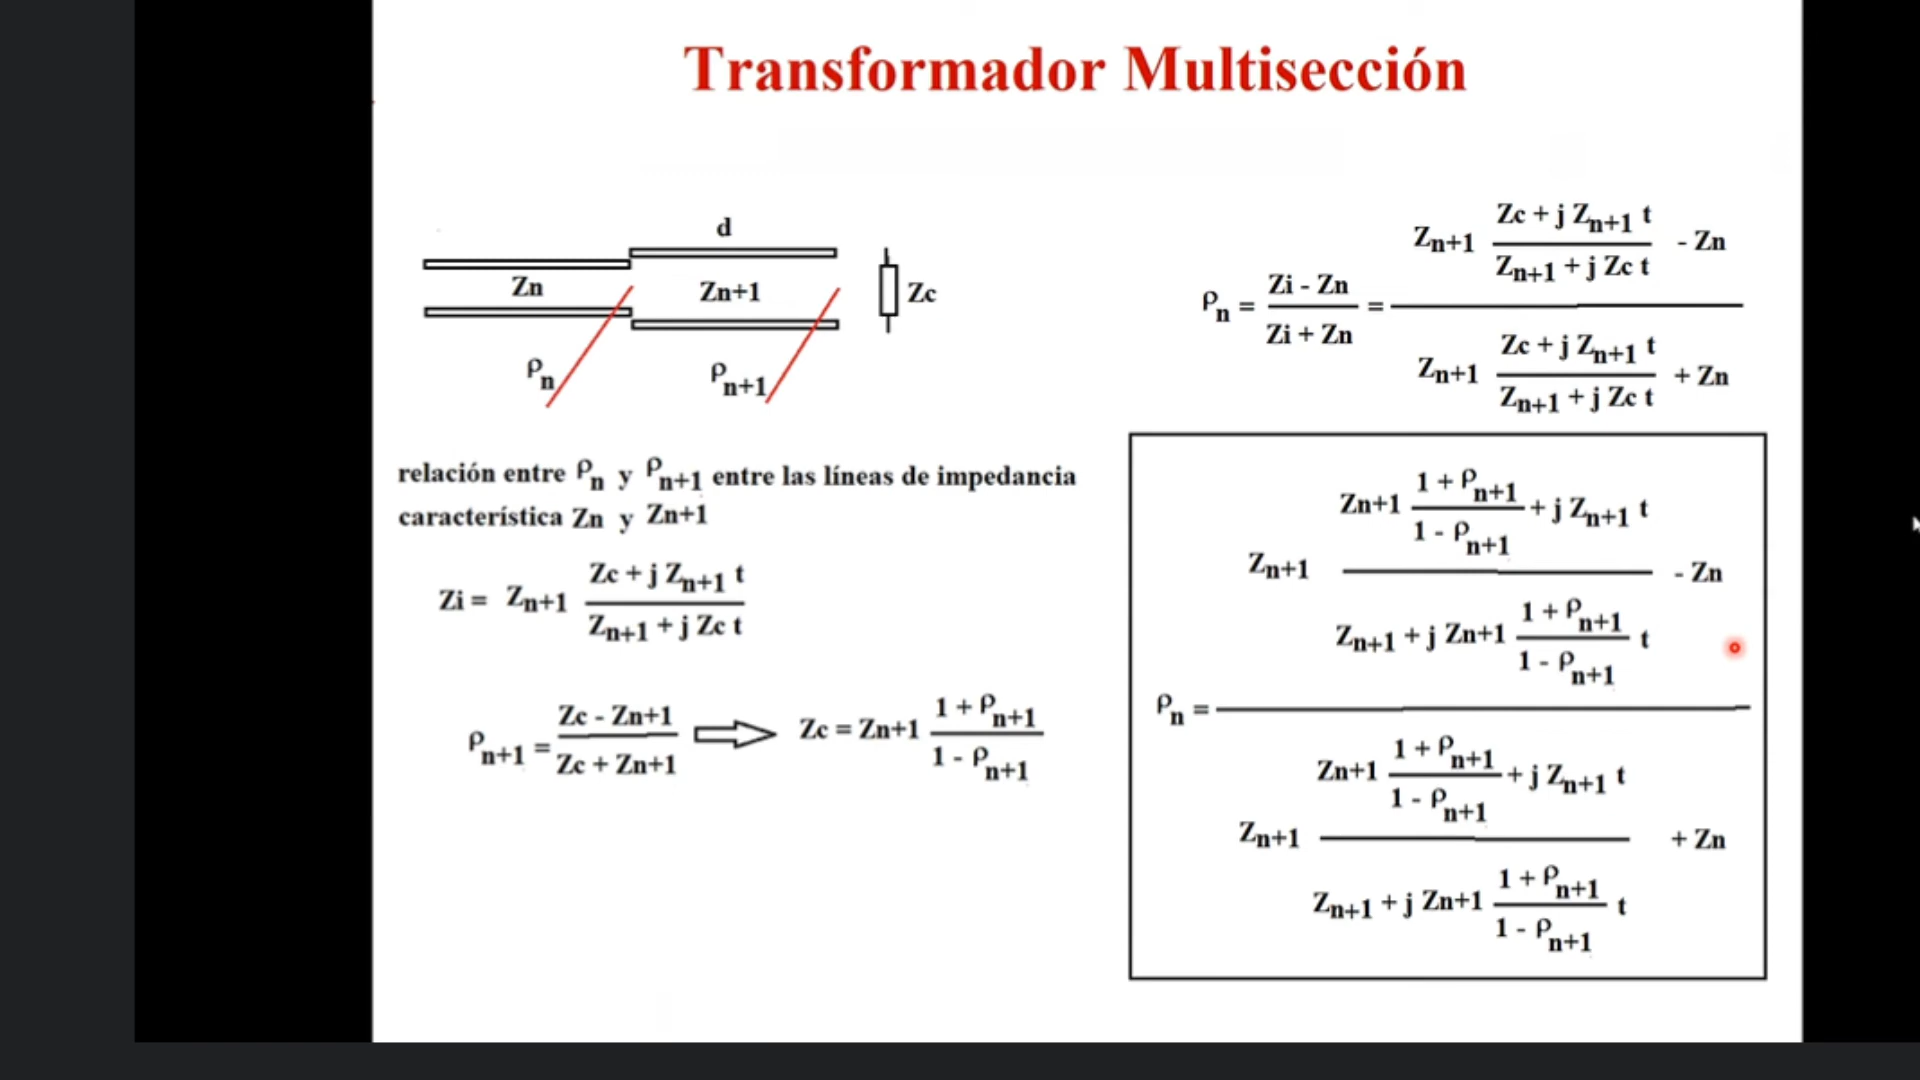 Transformador Multisección
d
Zn
Zn+1
Zc
ρn
ρn+1
relación entre ρn y ρn+1 entre las líneas de impedancia
característica Zn y Zn+1
Zi = Zn+1
Zc + j Zn+1 t
Zn+1 + j Zc t
ρn+1 =
Zc - Zn+1
Zc + Zn+1
Zc = Zn+1
1 + ρn+1
1 - ρn+1
ρn =
Zi - Zn
Zi + Zn
=
Zn+1
Zc + j Zn+1 t
Zn+1 + j Zc t
- Zn
Zn+1
Zc + j Zn+1 t
Zn+1 + j Zc t
+ Zn
ρn =
Zn+1
Zn+1
1 + ρn+1
1 - ρn+1
+ j Zn+1 t
Zn+1 + j Zn+1
1 + ρn+1
1 - ρn+1
t
- Zn
Zn+1
Zn+1
1 + ρn+1
1 - ρn+1
+ j Zn+1 t
Zn+1 + j Zn+1
1 + ρn+1
1 - ρn+1
t
+ Zn